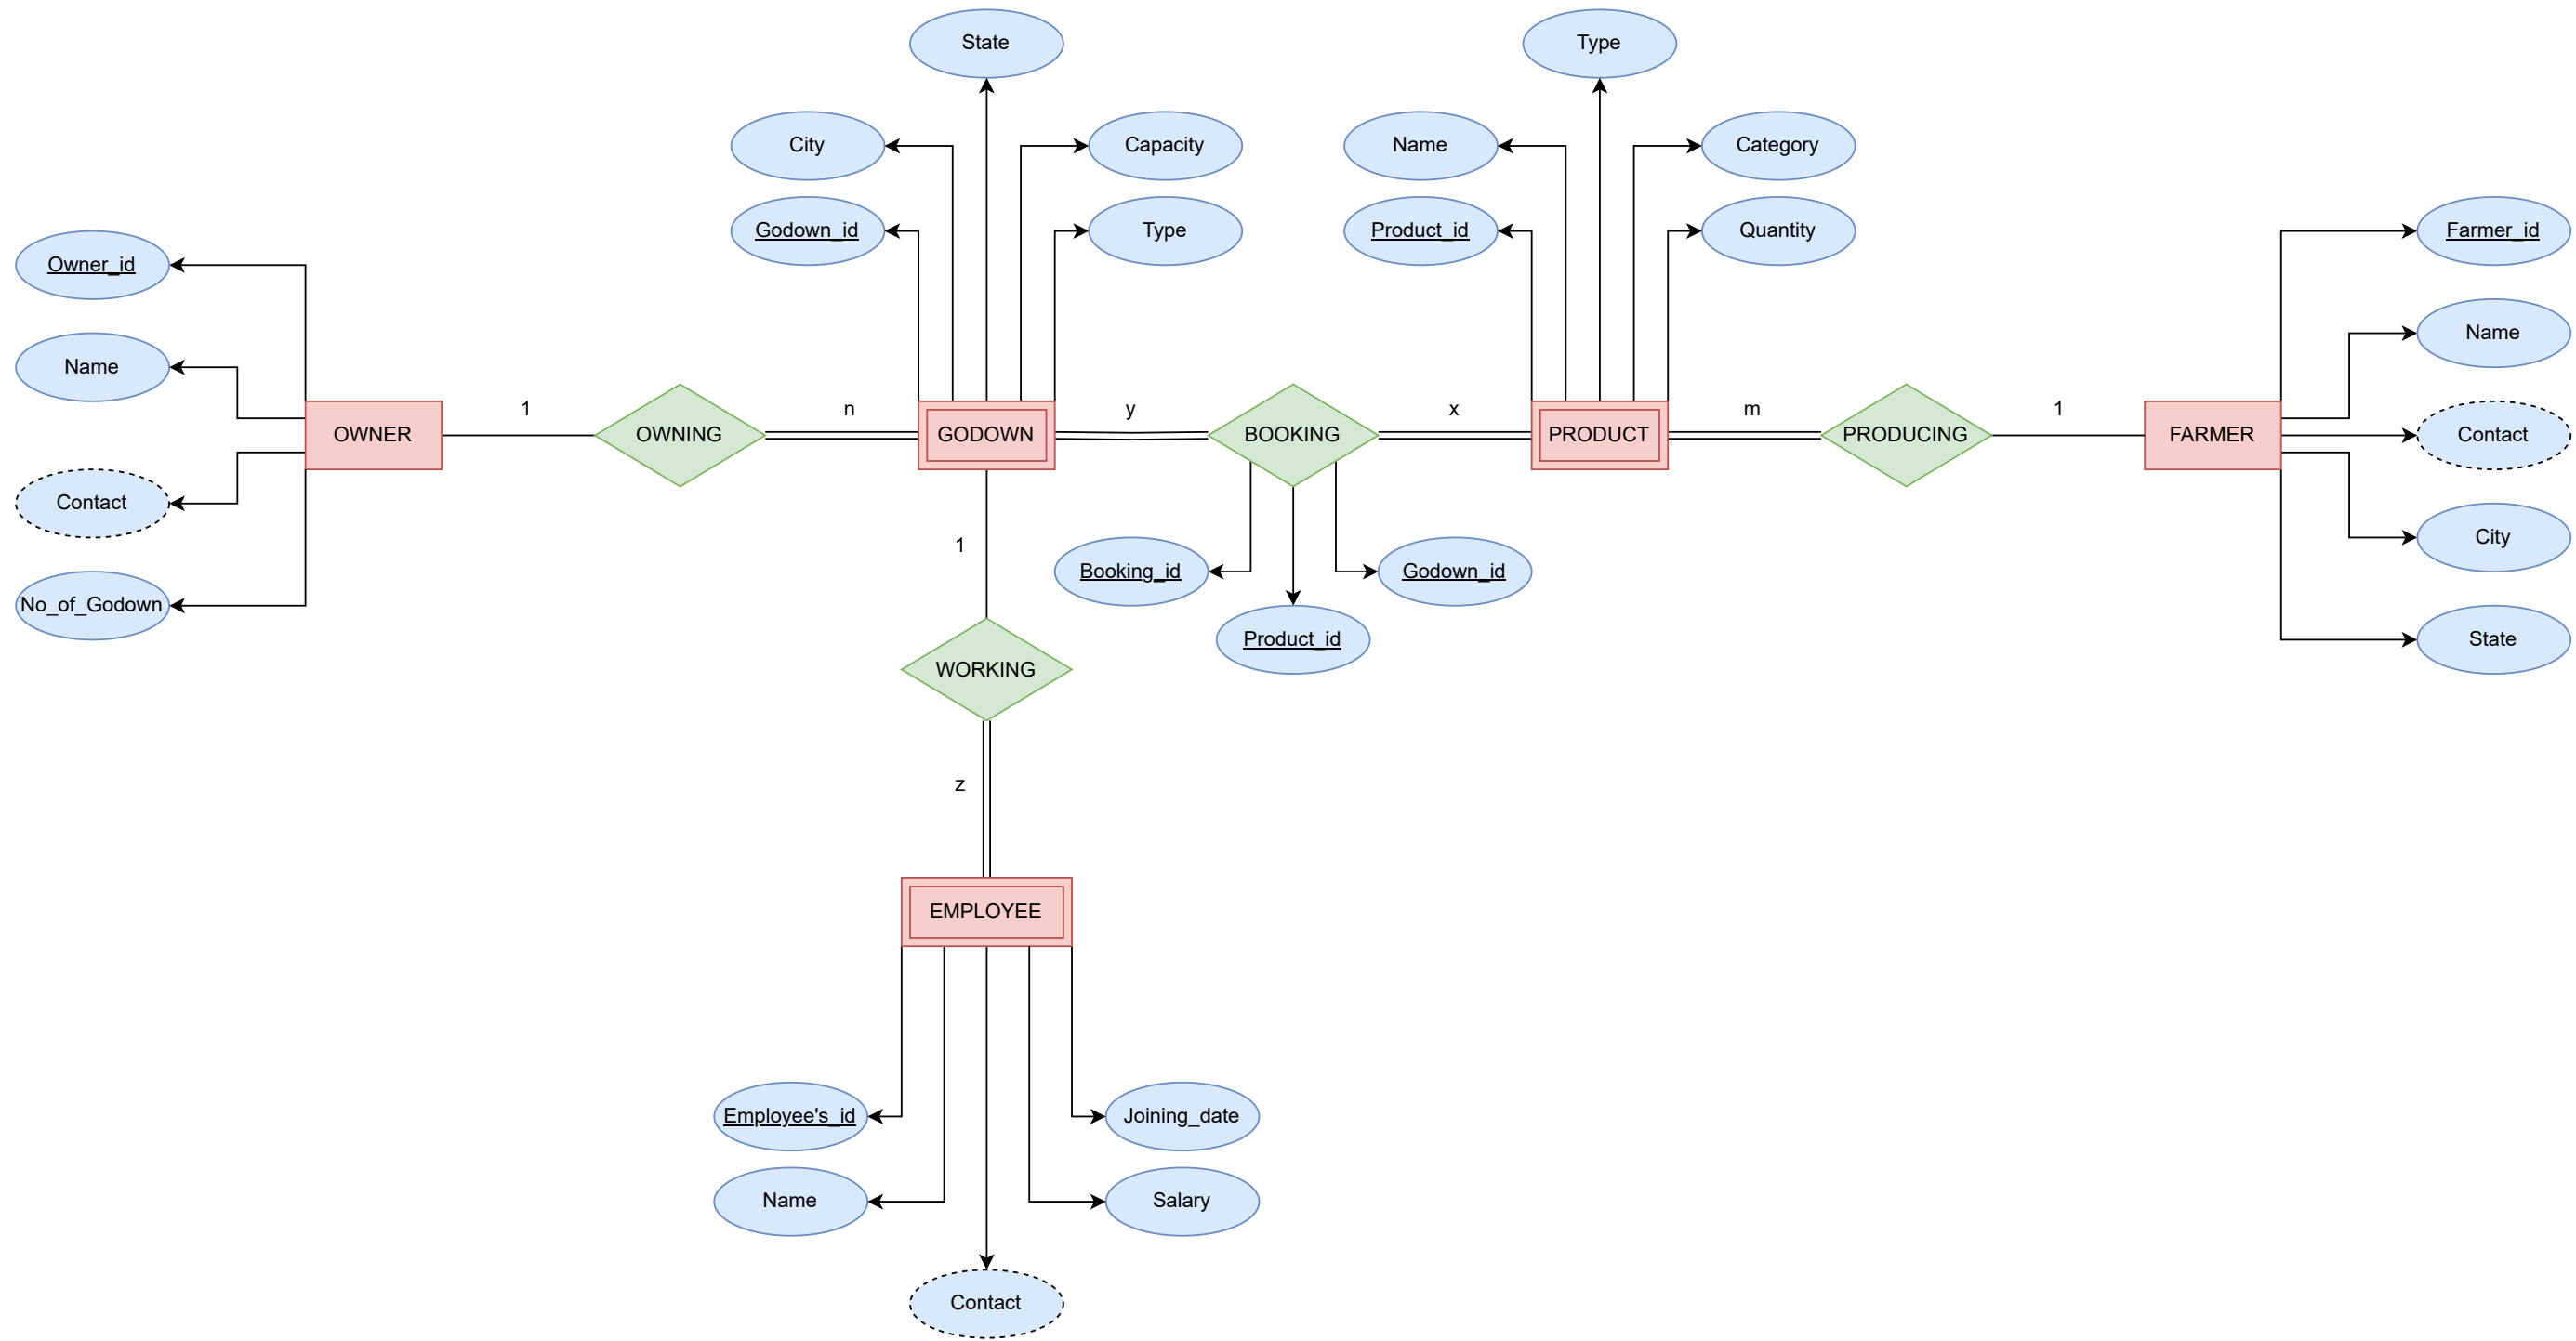 State
Type
City
Capacity
Name
Category
Godown_id
Type
Product_id
Quantity
Farmer_id
Owner_id
Name
Name
1
n
y
x
m
1
OWNER
OWNING
GODOWN
BOOKING
PRODUCT
PRODUCING
FARMER
Contact
Contact
City
1
Booking_id
Godown_id
No_of_Godown
Product_id
State
WORKING
z
EMPLOYEE
Employee's_id
Joining_date
Name
Salary
Contact